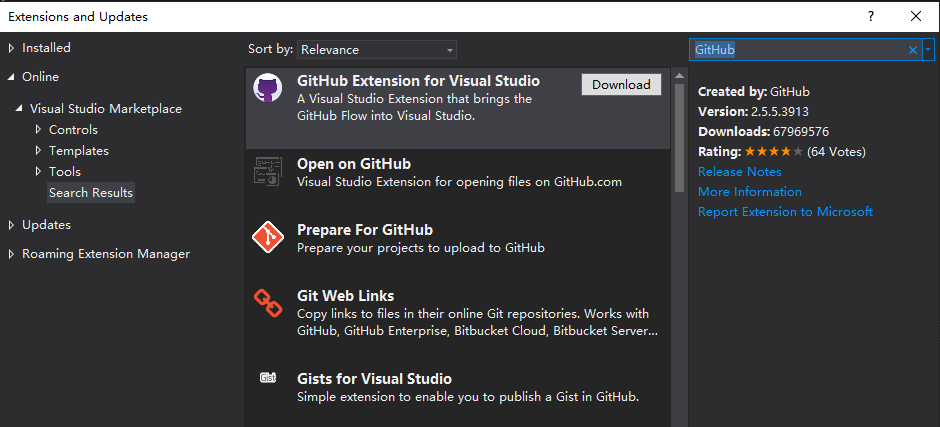 Extensions and Updates
Installed
Online
Visual Studio Marketplace
Controls
Templates
Tools
Search Results
Updates
Roaming Extension Manager
Sort by: Relevance
GitHub Extension for Visual Studio
Download
A Visual Studio Extension that brings the
GitHub Flow into Visual Studio.
Open on GitHub
Visual Studio Extension for opening files on GitHub.com
Prepare For GitHub
Prepare your projects to upload to GitHub
Git Web Links
Copy links to files in their online Git repositories. Works with
GitHub, GitHub Enterprise, Bitbucket Cloud, Bitbucket Server...
Gist
Gists for Visual Studio
Simple extension to enable you to publish a Gist in GitHub.
GitHub
Created by: GitHub
Version: 2.5.5.3913
Downloads: 67969576
Rating: (64 Votes)
Release Notes
More Information
Report Extension to Microsoft